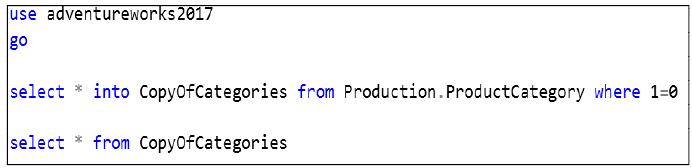 use adventureworks2017
go
select * into CopyOfCategories from Production.ProductCategory where 1=0
select * from CopyOfCategories